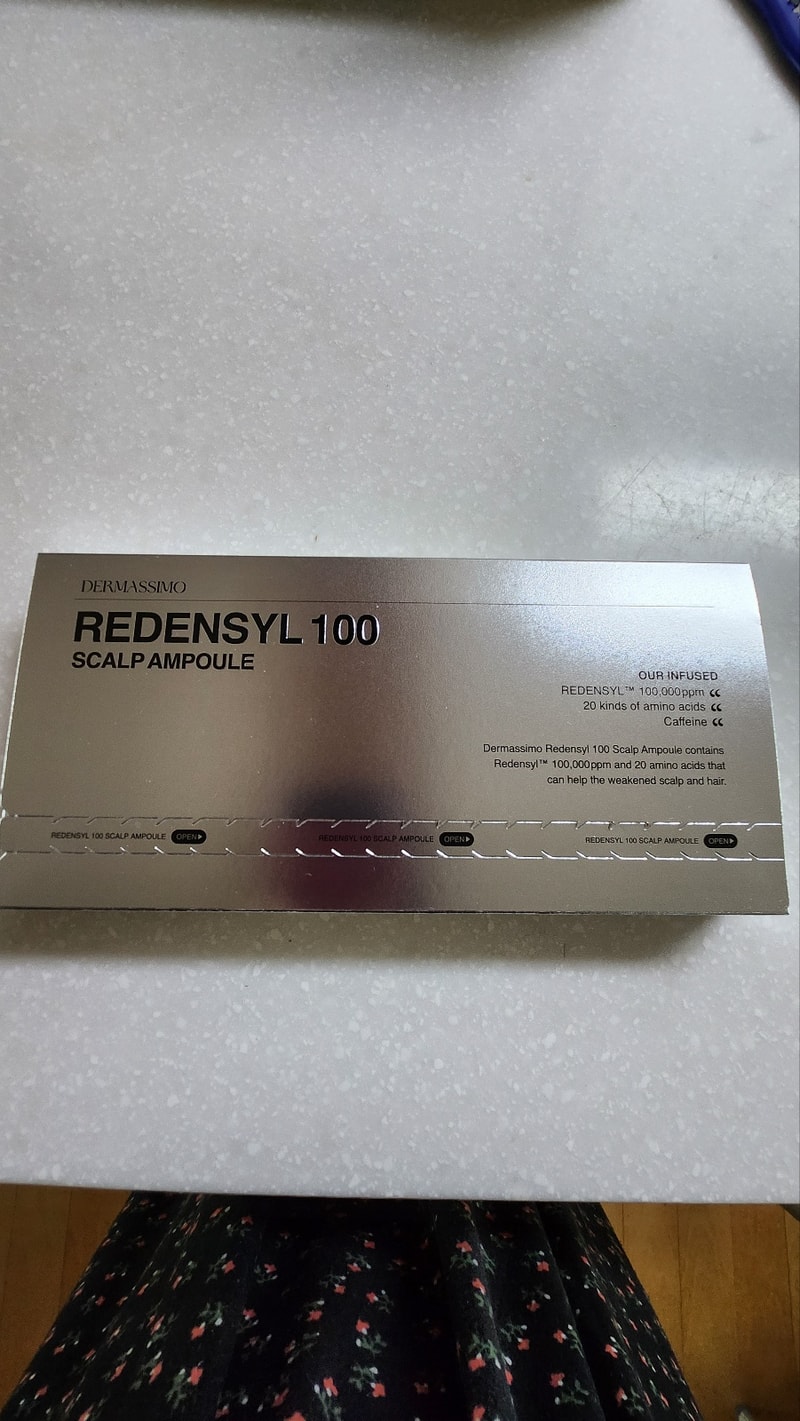 DERMASSIMO
REDENSYL 100
SCALP AMPOULE
OUR INFUSED
REDENSYL™ 100,000ppm “
20 kinds of amino acids “
Caffeine “
Dermassimo Redensyl 100 Scalp Ampoule contains
Redensyl™ 100,000ppm and 20 amino acids that
can help the weakened scalp and hair.
REDENSYL 100 SCALP AMPOULE OPEN▶ REDENSYL 100 SCALP AMPOULE OPEN▶ REDENSYL 100 SCALP AMPOULE OPEN▶